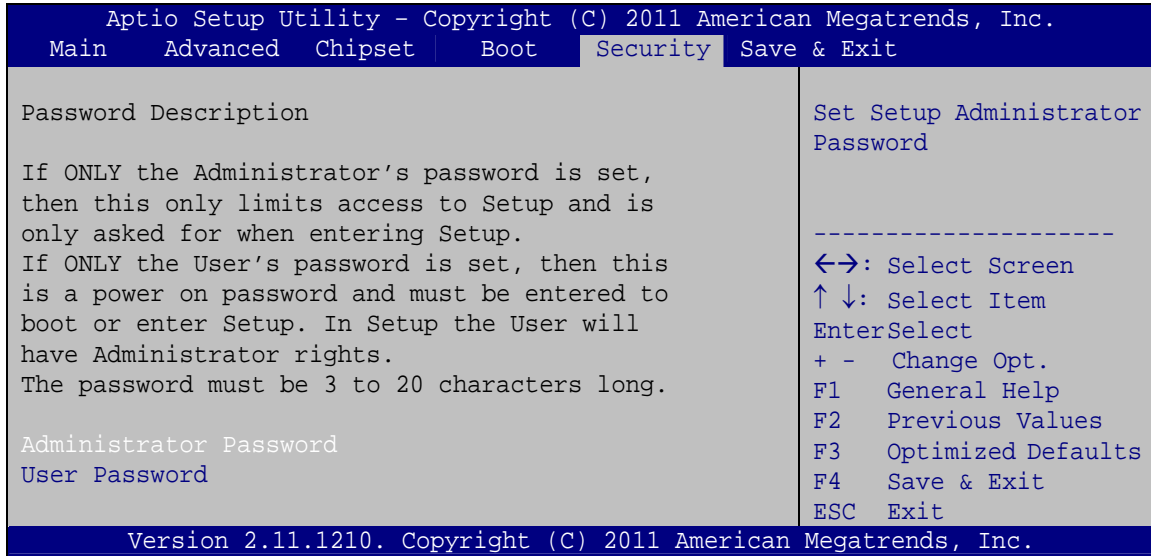 Aptio Setup Utility – Copyright (C) 2011 American Megatrends, Inc.
Main Advanced Chipset Boot Security Save & Exit
Password Description
If ONLY the Administrator’s password is set,
then this only limits access to Setup and is
only asked for when entering Setup.
If ONLY the User’s password is set, then this
is a power on password and must be entered to
boot or enter Setup. In Setup the User will
have Administrator rights.
The password must be 3 to 20 characters long.
Administrator Password
User Password
Set Setup Administrator
Password
---------------------
←→: Select Screen
↑ ↓: Select Item
EnterSelect
+ - Change Opt.
F1 General Help
F2 Previous Values
F3 Optimized Defaults
F4 Save & Exit
ESC Exit
Version 2.11.1210. Copyright (C) 2011 American Megatrends, Inc.